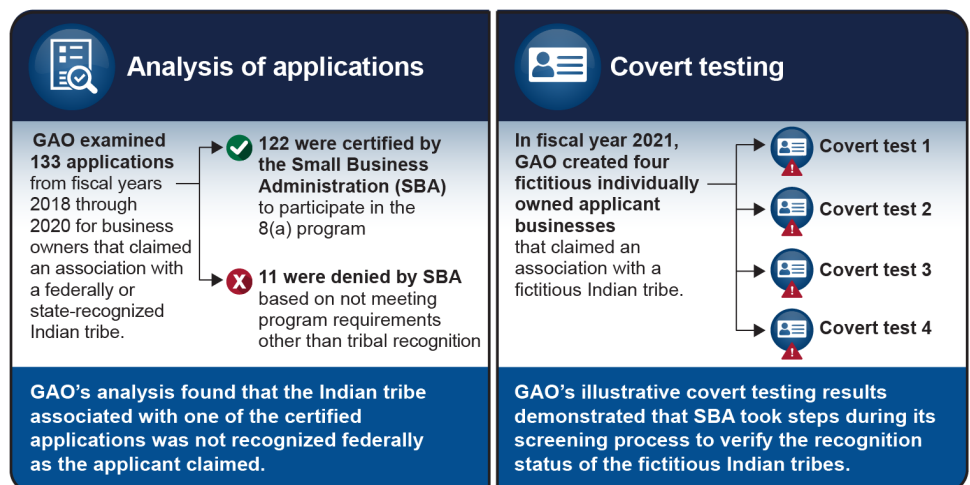 Analysis of applications
GAO examined
133 applications
from fiscal years
2018 through
2020 for business
owners that claimed
an association with
a federally or
state-recognized
Indian tribe.
122 were certified by
the Small Business
Administration (SBA)
to participate in the
8(a) program
11 were denied by SBA
based on not meeting
program requirements
other than tribal recognition
GAO’s analysis found that the Indian tribe
associated with one of the certified
applications was not recognized federally
as the applicant claimed.
Covert testing
In fiscal year 2021,
GAO created four
fictitious individually
owned applicant
businesses
that claimed an
association with a
fictitious Indian tribe.
Covert test 1
Covert test 2
Covert test 3
Covert test 4
GAO’s illustrative covert testing results
demonstrated that SBA took steps during its
screening process to verify the recognition
status of the fictitious Indian tribes.